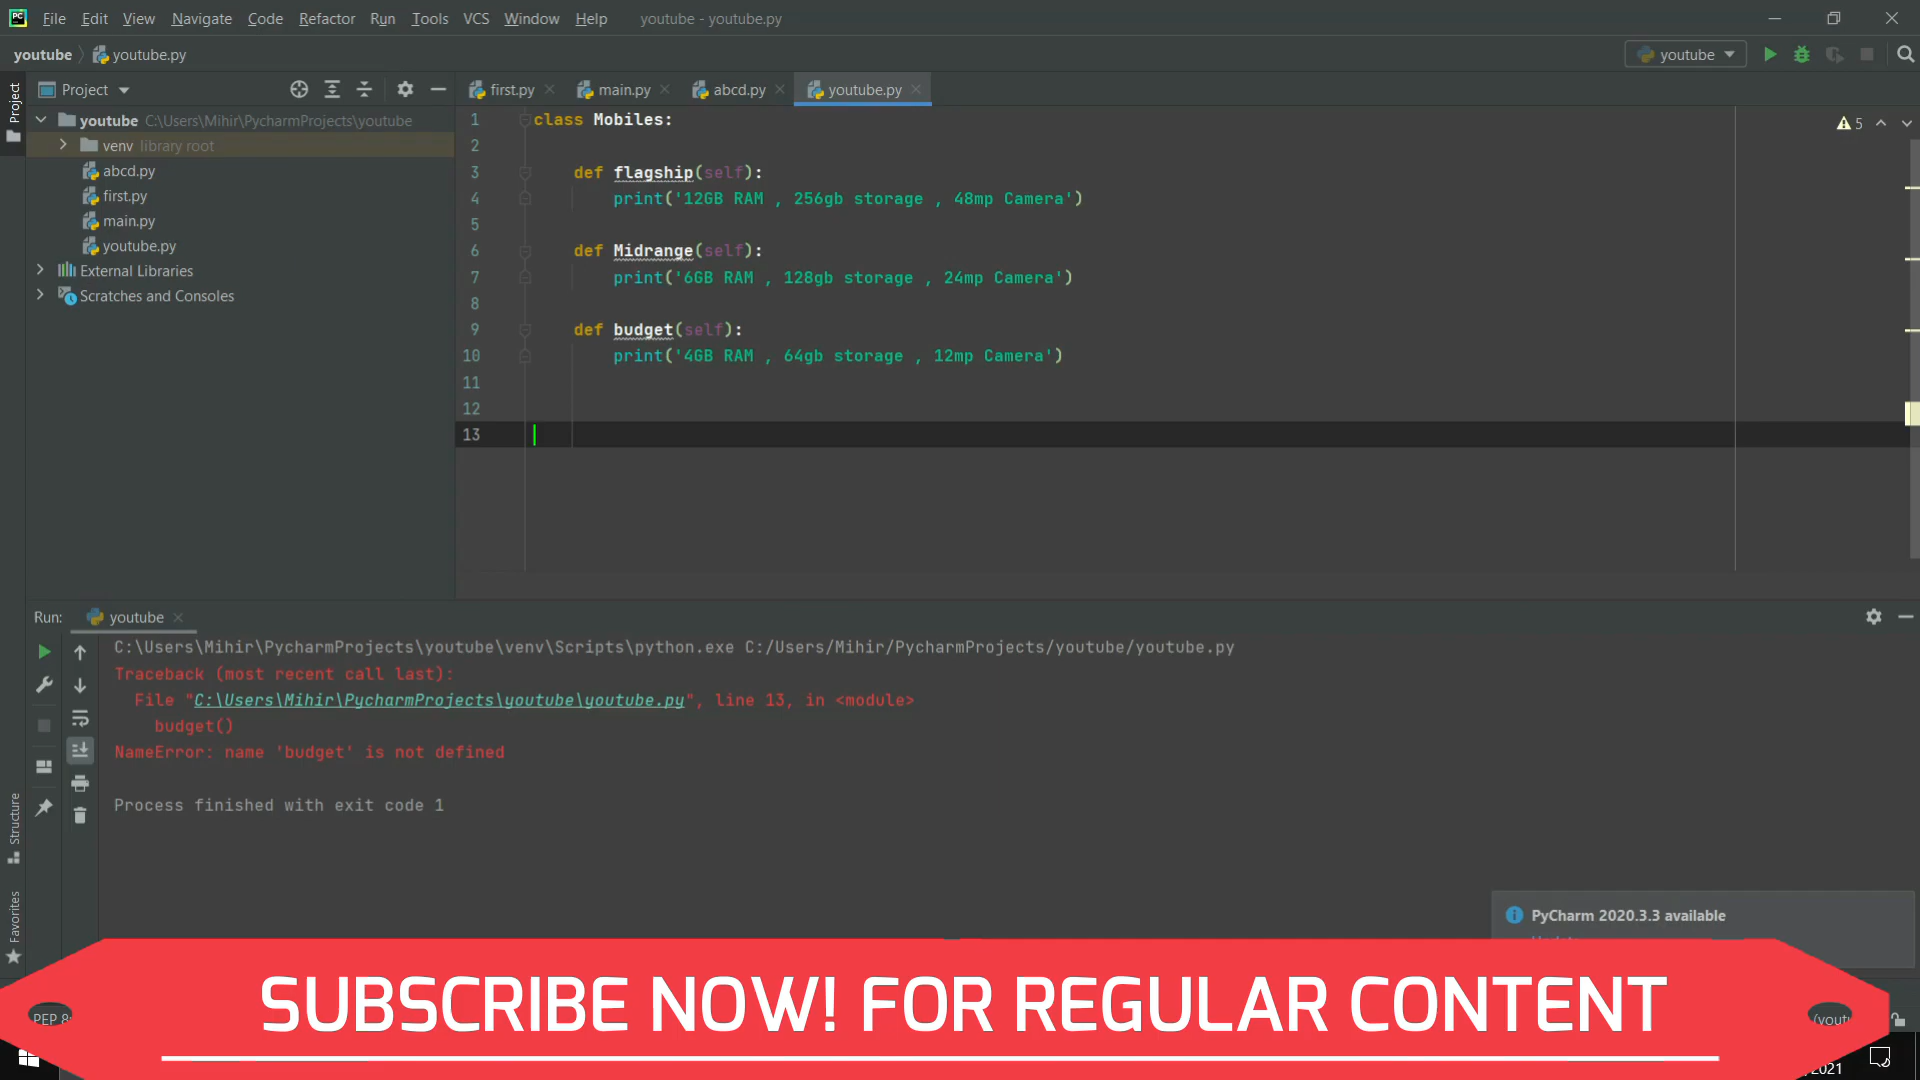 File Edit View Navigate Code Refactor Run Tools VCS Window Help youtube - youtube.py
youtube youtube.py youtube
Project first.py main.py abcd.py youtube.py
Project
youtube C:\Users\Mihir\PycharmProjects\youtube
venv library root
abcd.py
first.py
main.py
youtube.py
External Libraries
Scratches and Consoles
1 class Mobiles:
5
2
3 def flagship(self):
4 print('12GB RAM , 256gb storage , 48mp Camera')
5
6 def Midrange(self):
7 print('6GB RAM , 128gb storage , 24mp Camera')
8
9 def budget(self):
10 print('4GB RAM , 64gb storage , 12mp Camera')
11
12
13
Run: youtube
C:\Users\Mihir\PycharmProjects\youtube\venv\Scripts\python.exe C:/Users/Mihir/PycharmProjects/youtube/youtube.py
Traceback (most recent call last):
File "C:\Users\Mihir\PycharmProjects\youtube\youtube.py", line 13, in <module>
budget()
NameError: name 'budget' is not defined
Process finished with exit code 1
Structure
Favorites
PyCharm 2020.3.3 available
SUBSCRIBE NOW! FOR REGULAR CONTENT
PEP 8:
2021